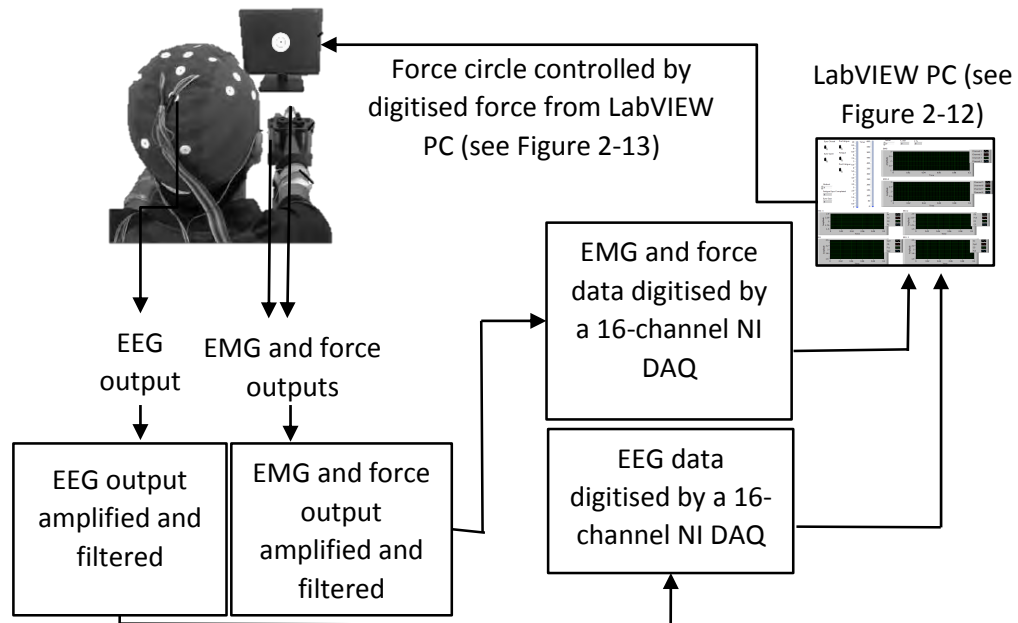 Force circle controlled by
digitised force from LabVIEW
PC (see Figure 2-13)
LabVIEW PC (see
Figure 2-12)
EEG
output
EMG and force
outputs
EMG and force
data digitised by
a 16-channel NI
DAQ
EEG output
amplified and
filtered
EMG and force
output
amplified and
filtered
EEG data
digitised by a 16-
channel NI DAQ